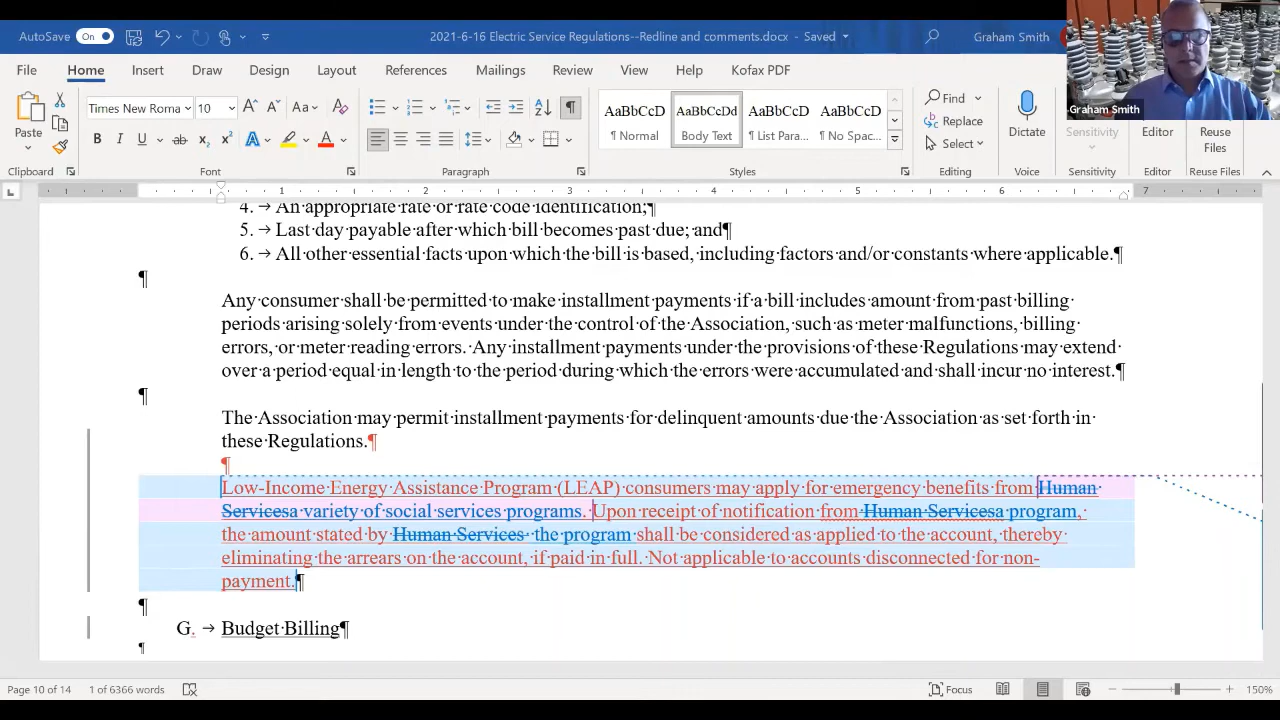 AutoSave On
2021-6-16 Electric Service Regulations--Redline and comments.docx - Saved
Graham Smith
File Home Insert Draw Design Layout References Mailings Review View Help Kofax PDF
Graham Smith
Times New Roma 10
AaBbCcD AaBbCcDd AaBbCcD AaBbCcD
Normal Body Text List Para... No Spac...
Paste
Find
Replace
Select
Dictate
Sensitivity
Editor
Reuse Files
Clipboard Font Paragraph Styles Editing Voice Sensitivity Editor Reuse Files
1 2 3 4 5 6 7
4. → An appropriate rate or rate code identification;¶
5. → Last day payable after which bill becomes past due; and¶
6. → All other essential facts upon which the bill is based, including factors and/or constants where applicable.¶
¶
Any consumer shall be permitted to make installment payments if a bill includes amount from past billing
periods arising solely from events under the control of the Association, such as meter malfunctions, billing
errors, or meter reading errors. Any installment payments under the provisions of these Regulations may extend
over a period equal in length to the period during which the errors were accumulated and shall incur no interest.¶
¶
The Association may permit installment payments for delinquent amounts due the Association as set forth in
these Regulations.¶
¶
Low-Income Energy Assistance Program (LEAP) consumers may apply for emergency benefits from Human
Servicesa variety of social services programs. Upon receipt of notification from Human Servicesa program,
the amount stated by Human Services the program shall be considered as applied to the account, thereby
eliminating the arrears on the account, if paid in full. Not applicable to accounts disconnected for non-
payment.¶
¶
G. → Budget Billing¶
¶
Page 10 of 14 1 of 6366 words Focus 150%